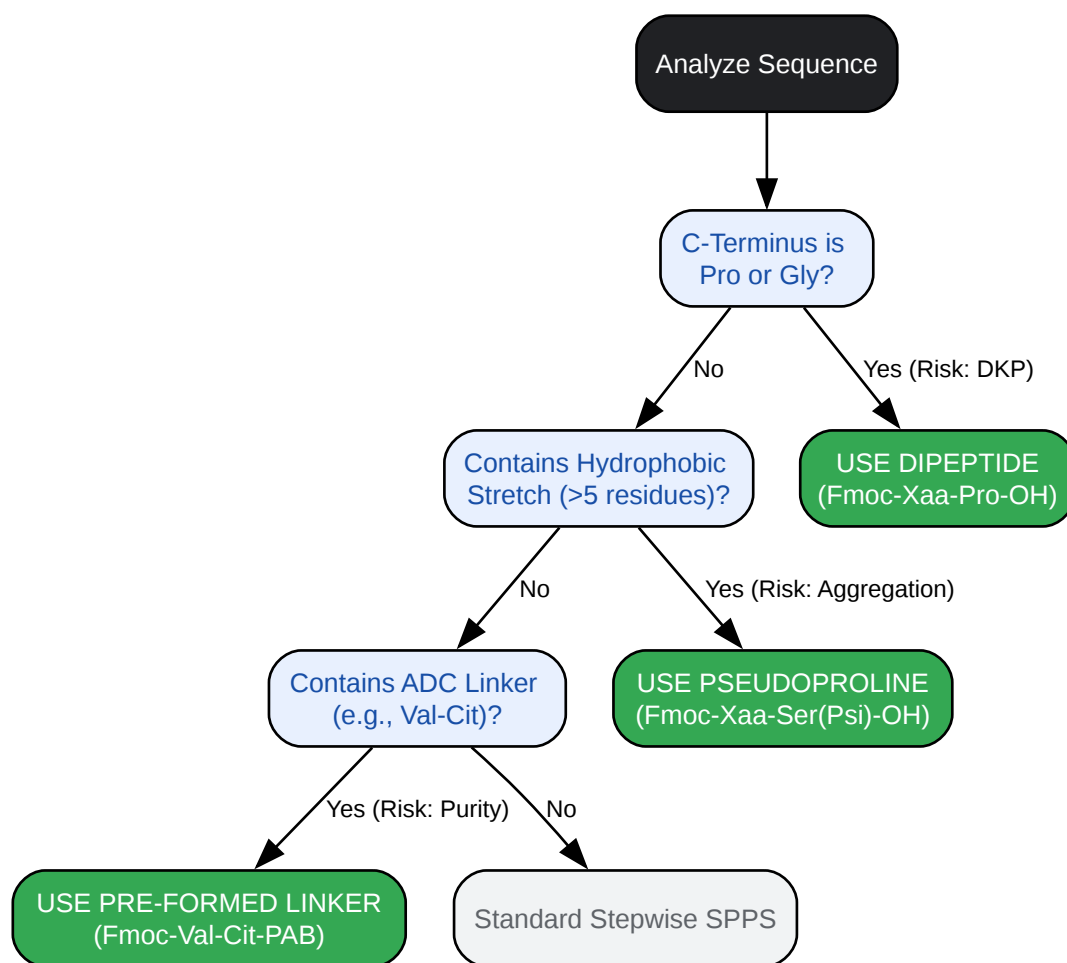 Analyze Sequence
C-Terminus is
Pro or Gly?
No
Yes (Risk: DKP)
Contains Hydrophobic
Stretch (>5 residues)?
USE DIPEPTIDE
(Fmoc-Xaa-Pro-OH)
No
Yes (Risk: Aggregation)
Contains ADC Linker
(e.g., Val-Cit)?
USE PSEUDOPROLINE
(Fmoc-Xaa-Ser(Psi)-OH)
Yes (Risk: Purity)
No
USE PRE-FORMED LINKER
(Fmoc-Val-Cit-PAB)
Standard Stepwise SPPS